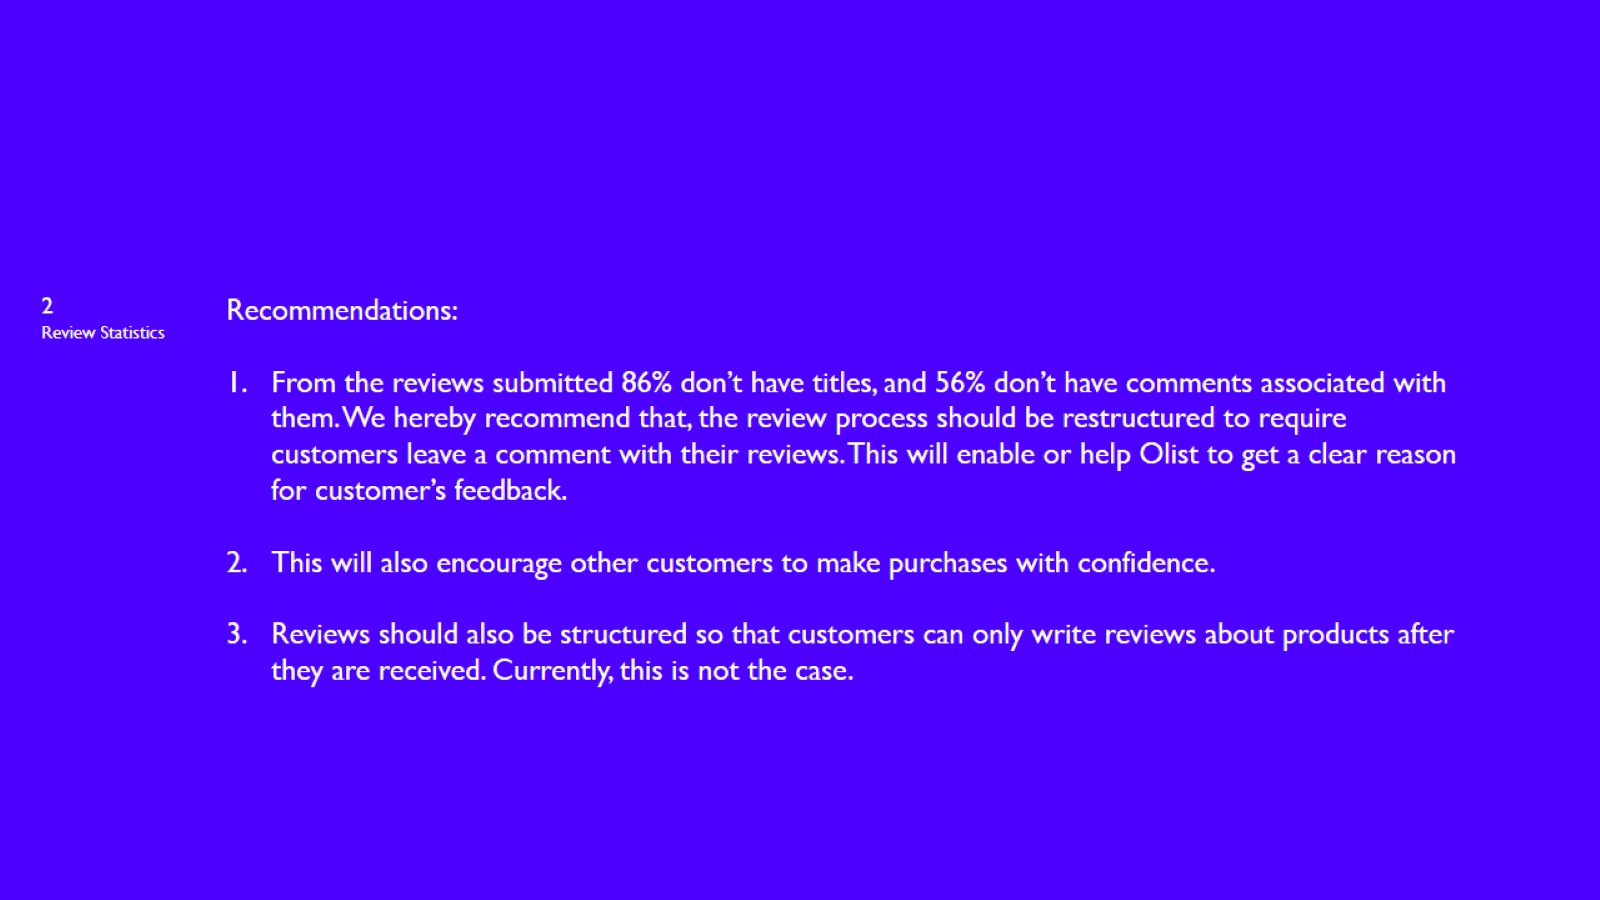 2
Review Statistics
Recommendations:
1. From the reviews submitted 86% don’t have titles, and 56% don’t have comments associated with
them. We hereby recommend that, the review process should be restructured to require
customers leave a comment with their reviews. This will enable or help Olist to get a clear reason
for customer’s feedback.
2. This will also encourage other customers to make purchases with confidence.
3. Reviews should also be structured so that customers can only write reviews about products after
they are received. Currently, this is not the case.